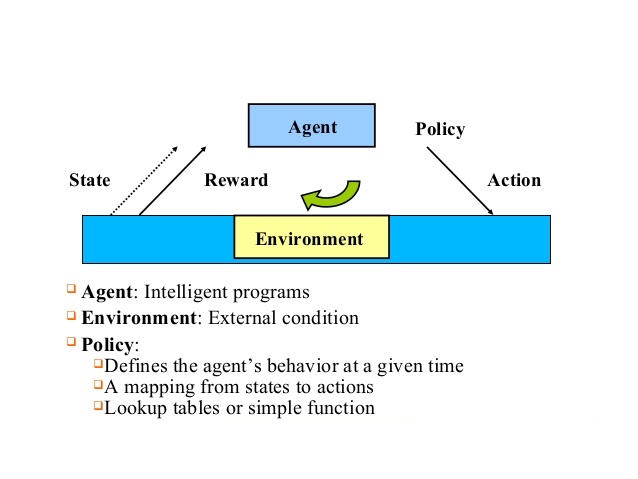 Agent
Policy
State
Reward
Action
Environment
Agent: Intelligent programs
Environment: External condition
Policy:
Defines the agent’s behavior at a given time
A mapping from states to actions
Lookup tables or simple function